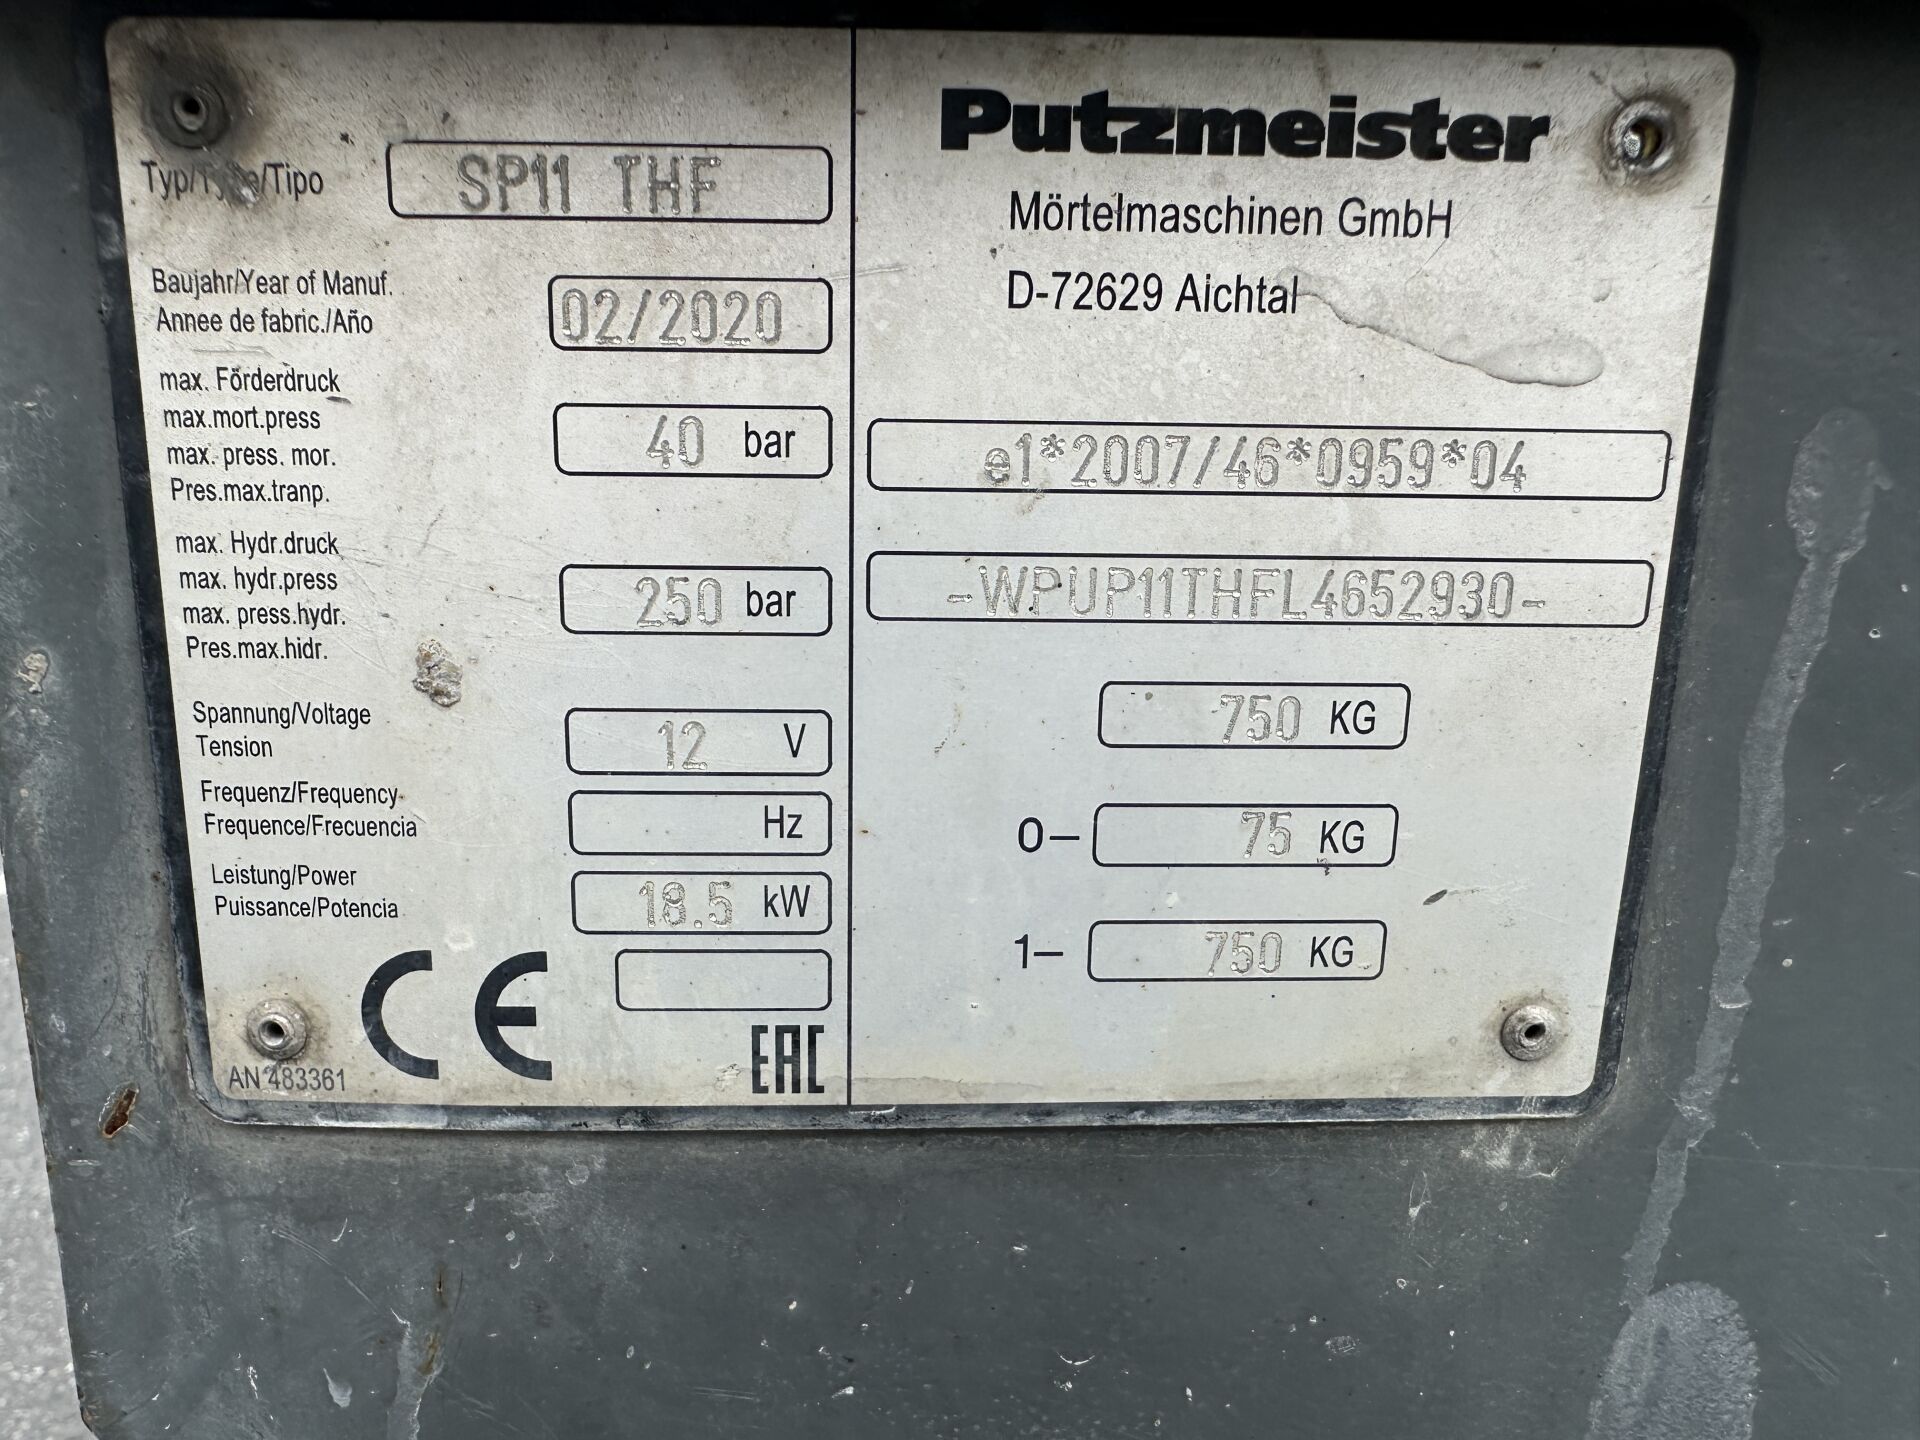 Typ/Type/Tipo SP11 THF
Baujahr/Year of Manuf.
Annee de fabric./Año 02/2020
max. Förderdruck
max.mort.press
max. press. mor.
Pres.max.tranp. 40 bar
max. Hydr.druck
max. hydr.press
max. press.hydr.
Pres.max.hidr. 250 bar
Spannung/Voltage
Tension 12 V
Frequenz/Frequency
Frequence/Frecuencia Hz
Leistung/Power
Puissance/Potencia 18.5 kW
CE
EAC
AN 483361
Putzmeister
Mörtelmaschinen GmbH
D-72629 Aichtal
e1*2007/46*0959*04
-WPUP11THFL4652930-
750 KG
0– 75 KG
1– 750 KG